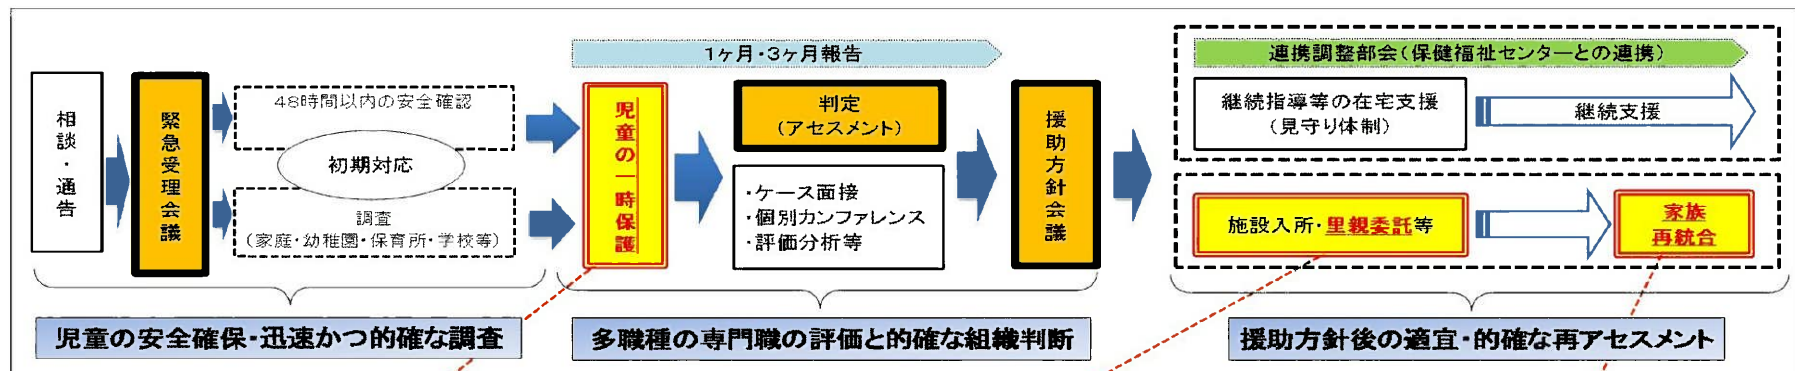 相談・通告
緊急受理会議
48時間以内の安全確認
初期対応
調査
(家庭・幼稚園・保育所・学校等)
児童の安全確保・迅速かつ的確な調査
1ヶ月・3ヶ月報告
児童の一時保護
判定
(アセスメント)
・ケース面接
・個別カンファレンス
・評価分析等
援助方針会議
多職種の専門職の評価と的確な組織判断
連携調整部会(保健福祉センターとの連携)
継続指導等の在宅支援
(見守り体制)
継続支援
施設入所・里親委託等
家族
再統合
援助方針後の適宜・的確な再アセスメント